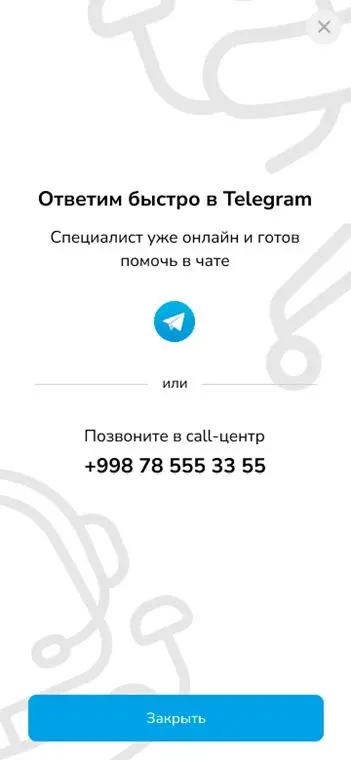 Ответим быстро в Telegram
Специалист уже онлайн и готов
помочь в чате
или
Позвоните в call-центр
+998 78 555 33 55
Закрыть